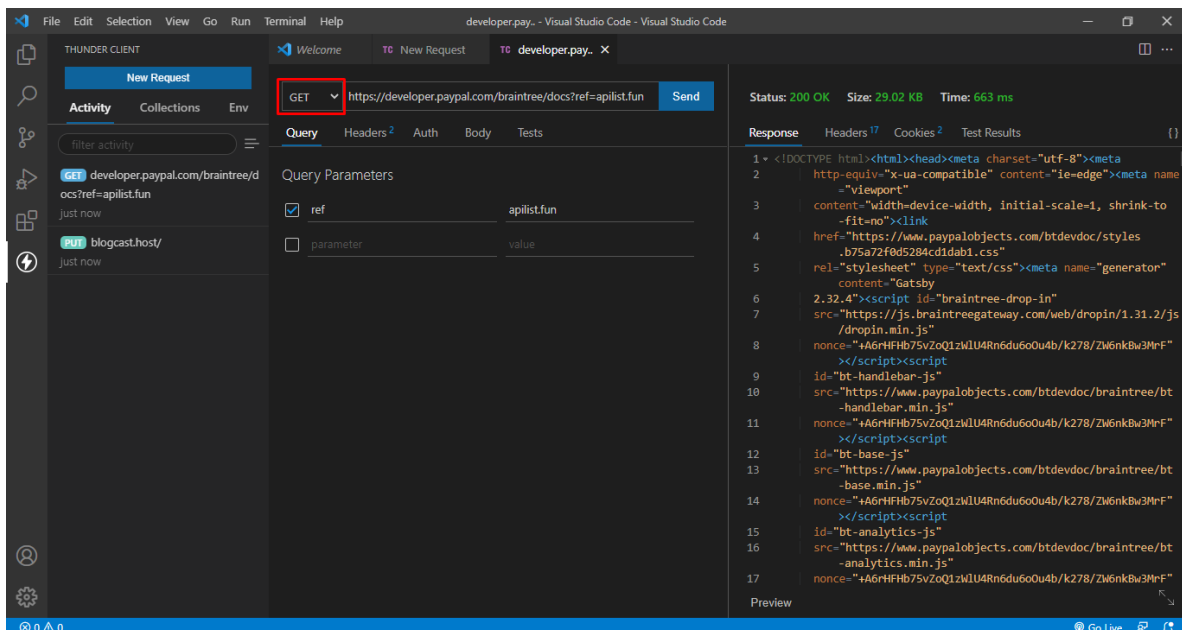 File Edit Selection View Go Run Terminal Help
developer.pay.. - Visual Studio Code - Visual Studio Code
THUNDER CLIENT
New Request
Activity Collections Env
filter activity
GET developer.paypal.com/braintree/d
ocs?ref=apilist.fun
just now
PUT blogcast.host/
just now
Welcome
TC New Request
TC developer.pay..
GET https://developer.paypal.com/braintree/docs?ref=apilist.fun Send
Query Headers 2 Auth Body Tests
Query Parameters
ref apilist.fun
parameter value
Status: 200 OK Size: 29.02 KB Time: 663 ms
Response Headers 17 Cookies 2 Test Results {}
1 <!DOCTYPE html><html><head><meta charset="utf-8"><meta
2 http-equiv="x-ua-compatible" content="ie=edge"><meta name
="viewport"
3 content="width=device-width, initial-scale=1, shrink-to
-fit=no"><link
4 href="https://www.paypalobjects.com/btdevdoc/styles
.b75a72f0d5284cd1dab1.css"
5 rel="stylesheet" type="text/css"><meta name="generator"
content="Gatsby
6 2.32.4"><script id="braintree-drop-in"
7 src="https://js.braintreegateway.com/web/dropin/1.31.2/js
/dropin.min.js"
8 nonce="+A6rHFHb75vZoQ1zWlU4Rn6du6oOu4b/k278/ZW6nkBw3MrF"
></script><script
9 id="bt-handlebar-js"
10 src="https://www.paypalobjects.com/btdevdoc/braintree/bt
-handlebar.min.js"
11 nonce="+A6rHFHb75vZoQ1zWlU4Rn6du6oOu4b/k278/ZW6nkBw3MrF"
></script><script
12 id="bt-base-js"
13 src="https://www.paypalobjects.com/btdevdoc/braintree/bt
-base.min.js"
14 nonce="+A6rHFHb75vZoQ1zWlU4Rn6du6oOu4b/k278/ZW6nkBw3MrF"
></script><script
15 id="bt-analytics-js"
16 src="https://www.paypalobjects.com/btdevdoc/braintree/bt
-analytics.min.js"
17 nonce="+A6rHFHb75vZoQ1zWlU4Rn6du6oOu4b/k278/ZW6nkBw3MrF"
Preview
0 0
Go Live